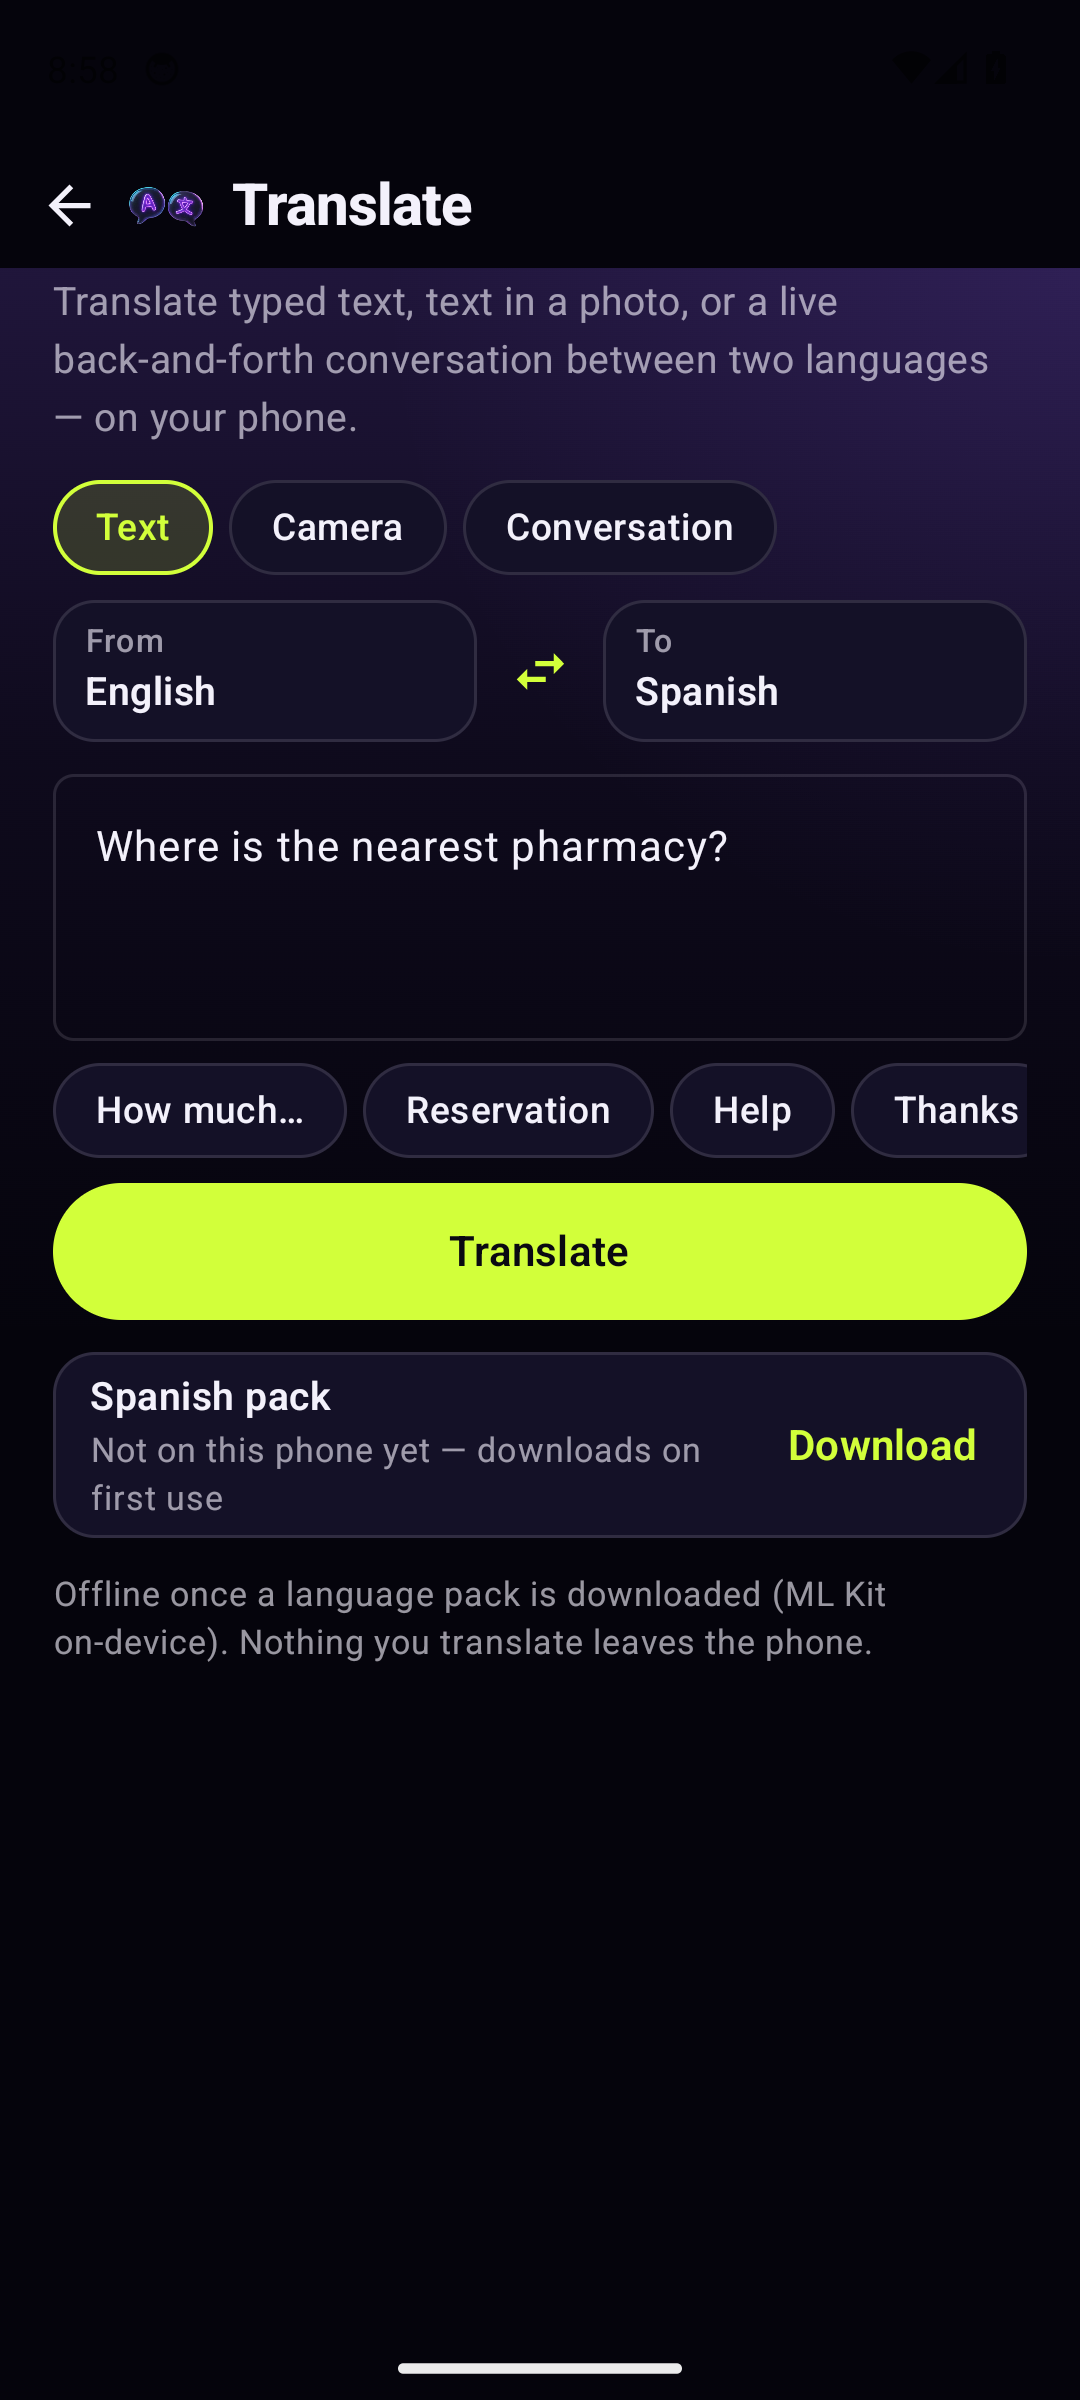 8:58
Translate
Translate typed text, text in a photo, or a live
back-and-forth conversation between two languages
— on your phone.
Text Camera Conversation
From
English
To
Spanish
Where is the nearest pharmacy?
How much… Reservation Help Thanks
Translate
Spanish pack
Not on this phone yet — downloads on
first use
Download
Offline once a language pack is downloaded (ML Kit
on-device). Nothing you translate leaves the phone.